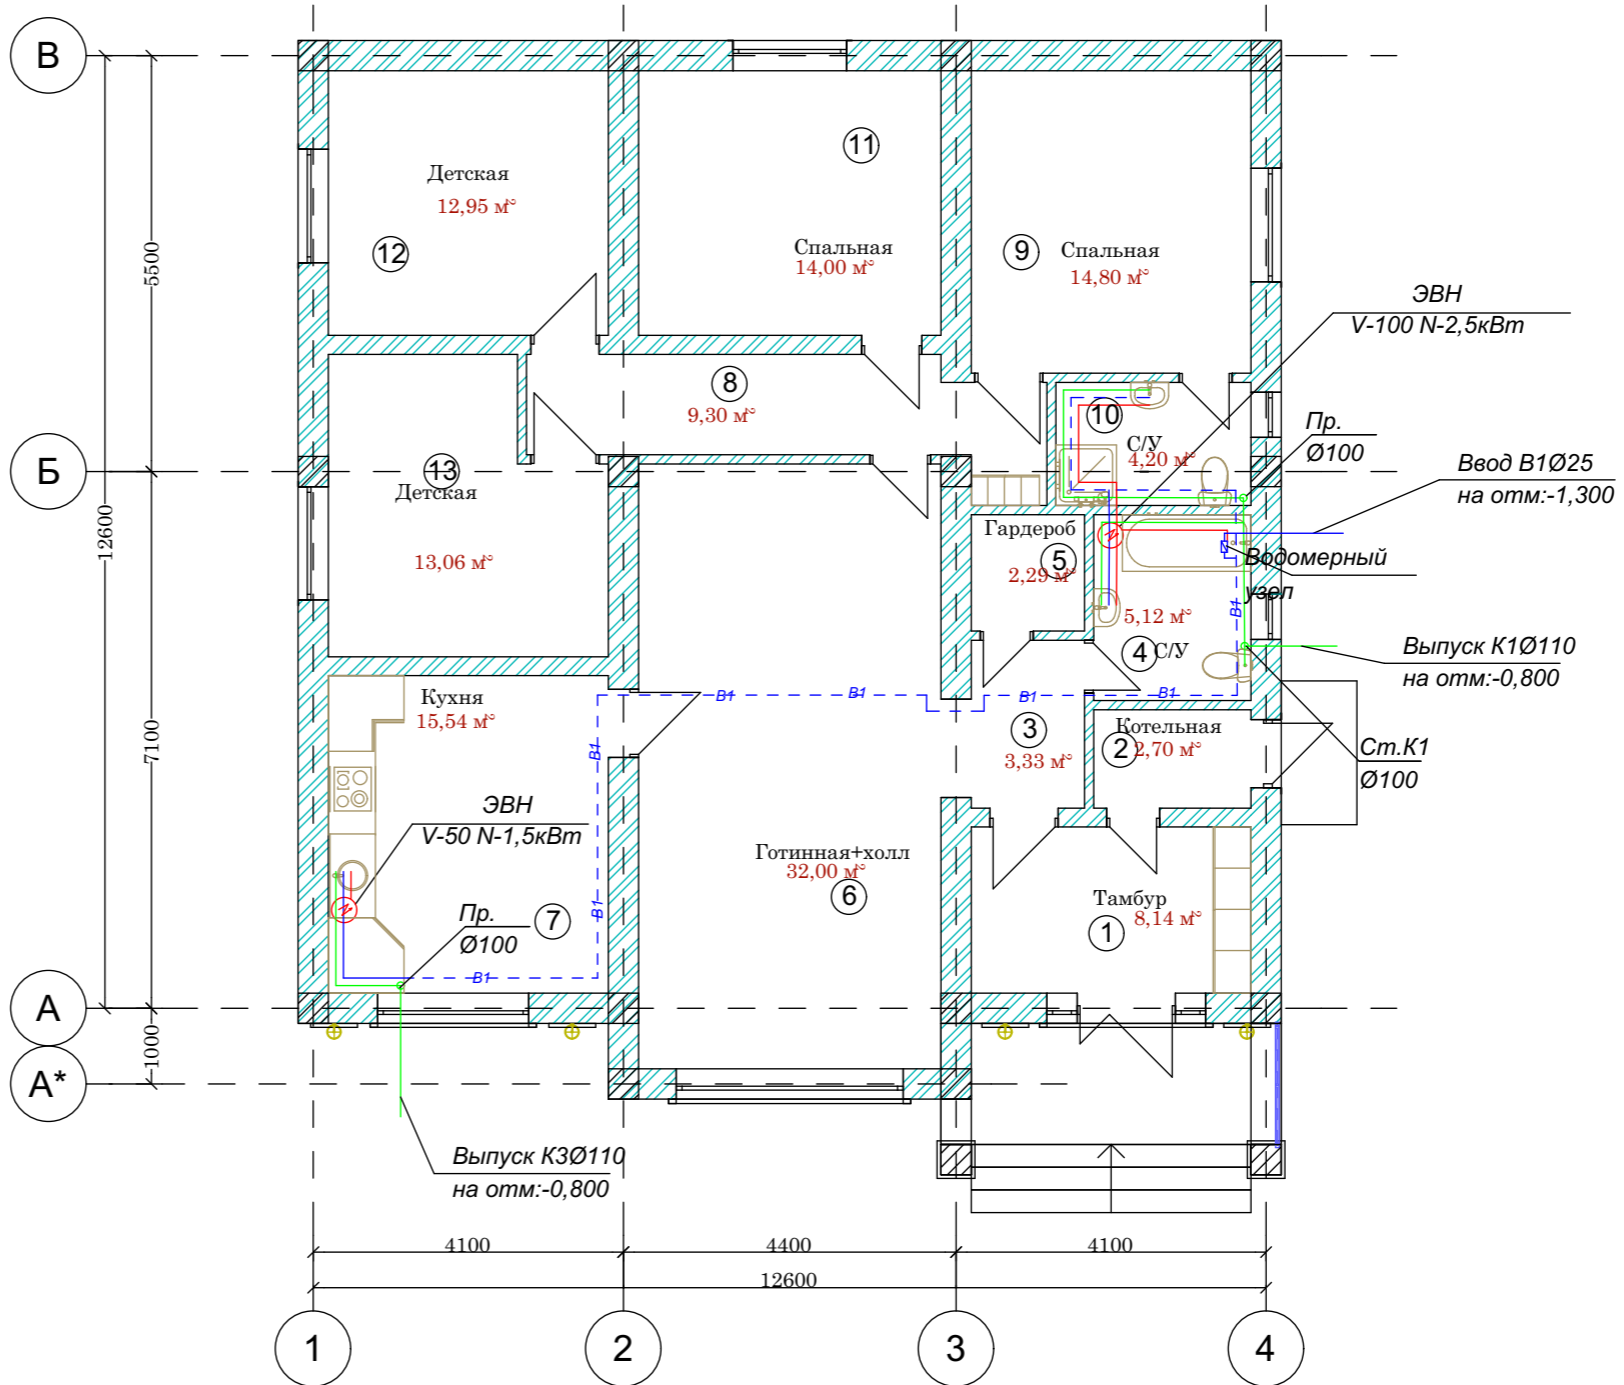 В
Детская
12,95 м²
12
11
Спальная
14,00 м²
9
Спальная
14,80 м²
5500
12600
ЭВН
V-100 N-2,5кВт
8
9,30 м²
10
С/У
4,20 м²
Пр.
Ø100
Ввод В1Ø25
на отм:-1,300
Б
13
Детская
13,06 м²
Гардероб
5
2,29 м²
Водомерный
узел
5,12 м²
4
С/У
В1
Выпуск К1Ø110
на отм:-0,800
Кухня
15,54 м²
В1
В1
В1
В1
В1
3
3,33 м²
Котельная
2
2,70 м²
Ст.К1
Ø100
7100
ЭВН
V-50 N-1,5кВт
Готинная+холл
32,00 м²
6
Тамбур
8,14 м²
1
Пр.
Ø100
7
В1
В1
А
1000
А*
Выпуск К3Ø110
на отм:-0,800
4100
4400
4100
12600
1
2
3
4